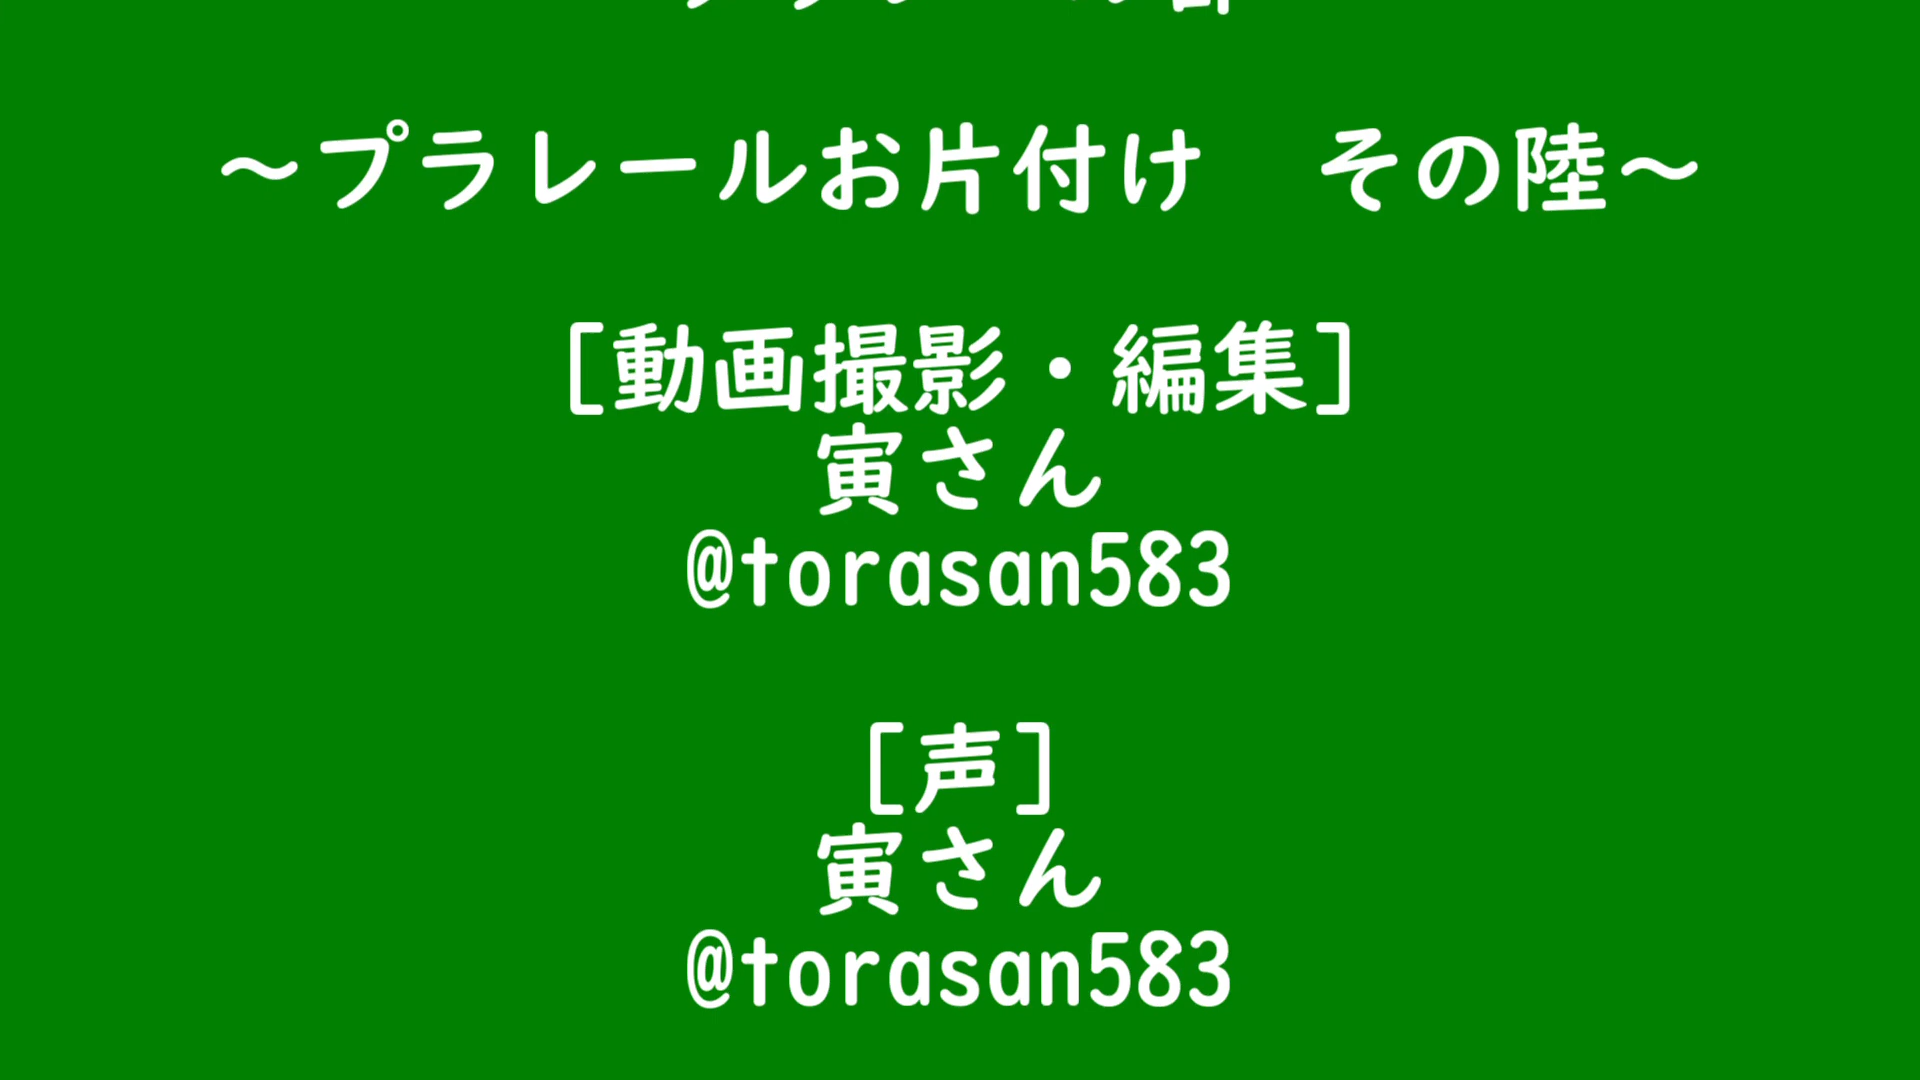 ～プラレールお片付け　その陸～
［動画撮影・編集］
寅さん
@torasan583
［声］
寅さん
@torasan583